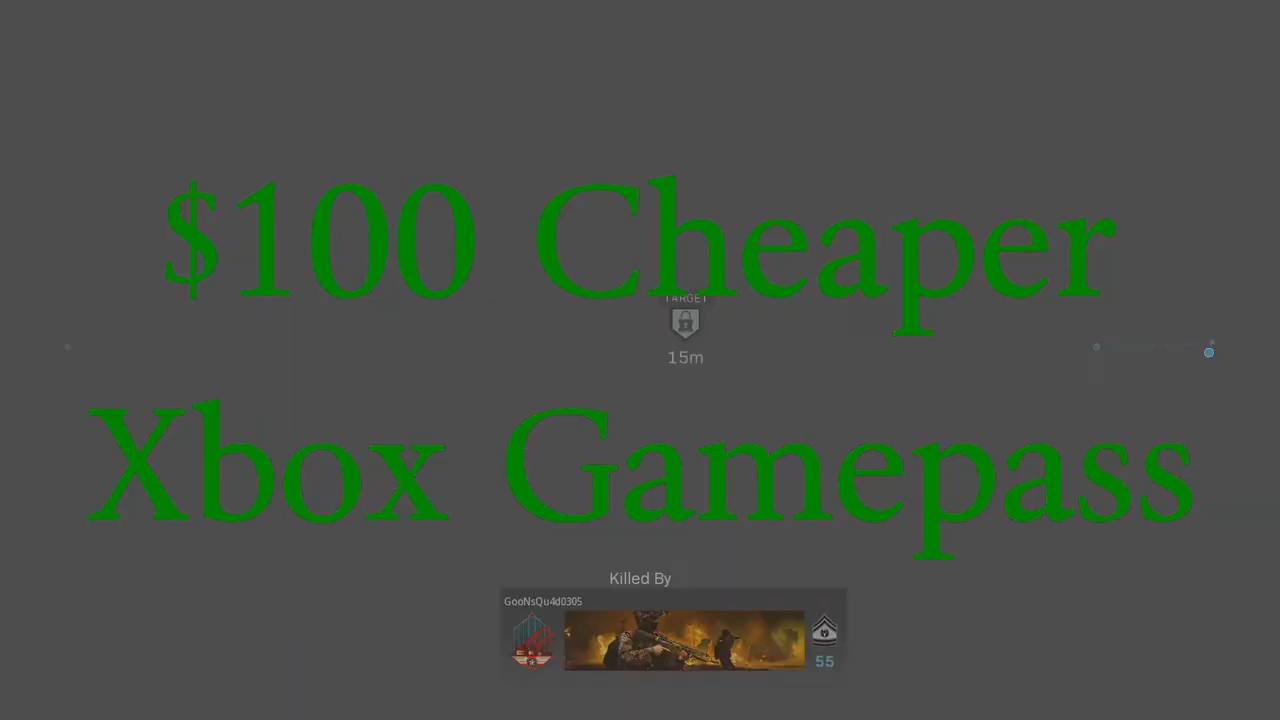 $100 Cheaper
TARGET
15m
Xbox Gamepass
Killed By
GooNsQu4d0305
55